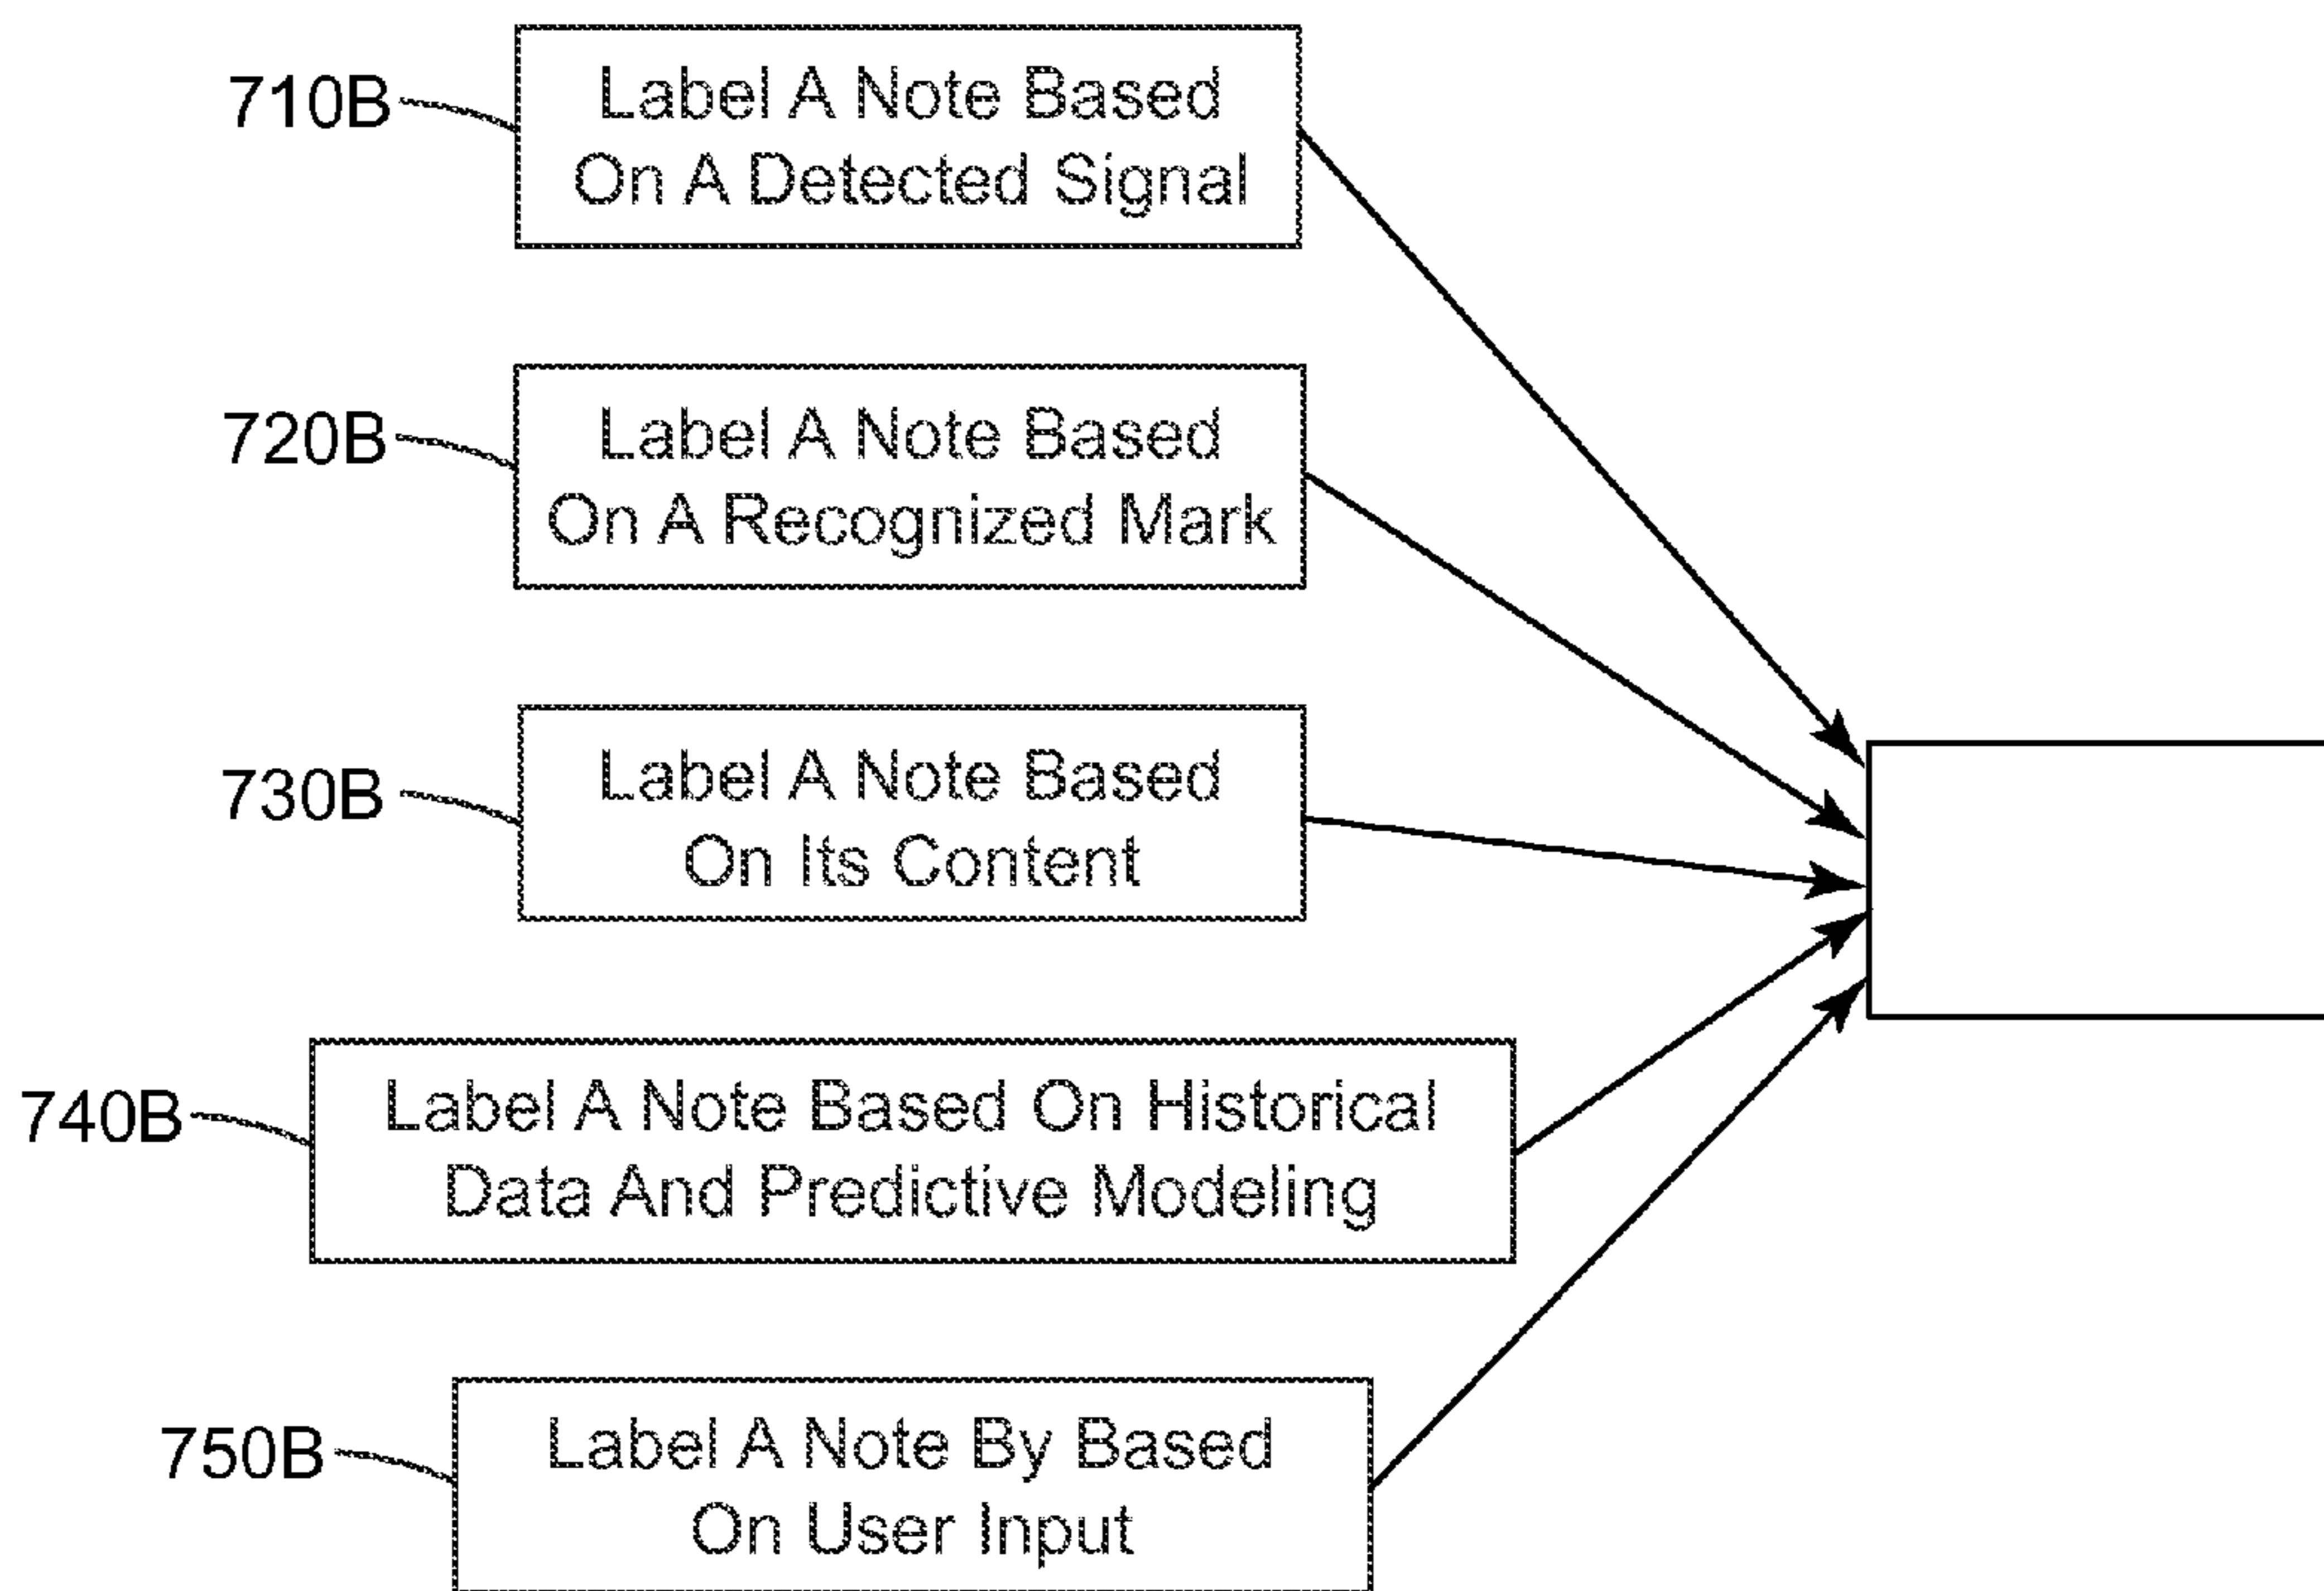 710B
Label A Note Based
On A Detected Signal
720B
Label A Note Based
On A Recognized Mark
730B
Label A Note Based
On Its Content
740B
Label A Note Based On Historical
Data And Predictive Modeling
750B
Label A Note By Based
On User Input